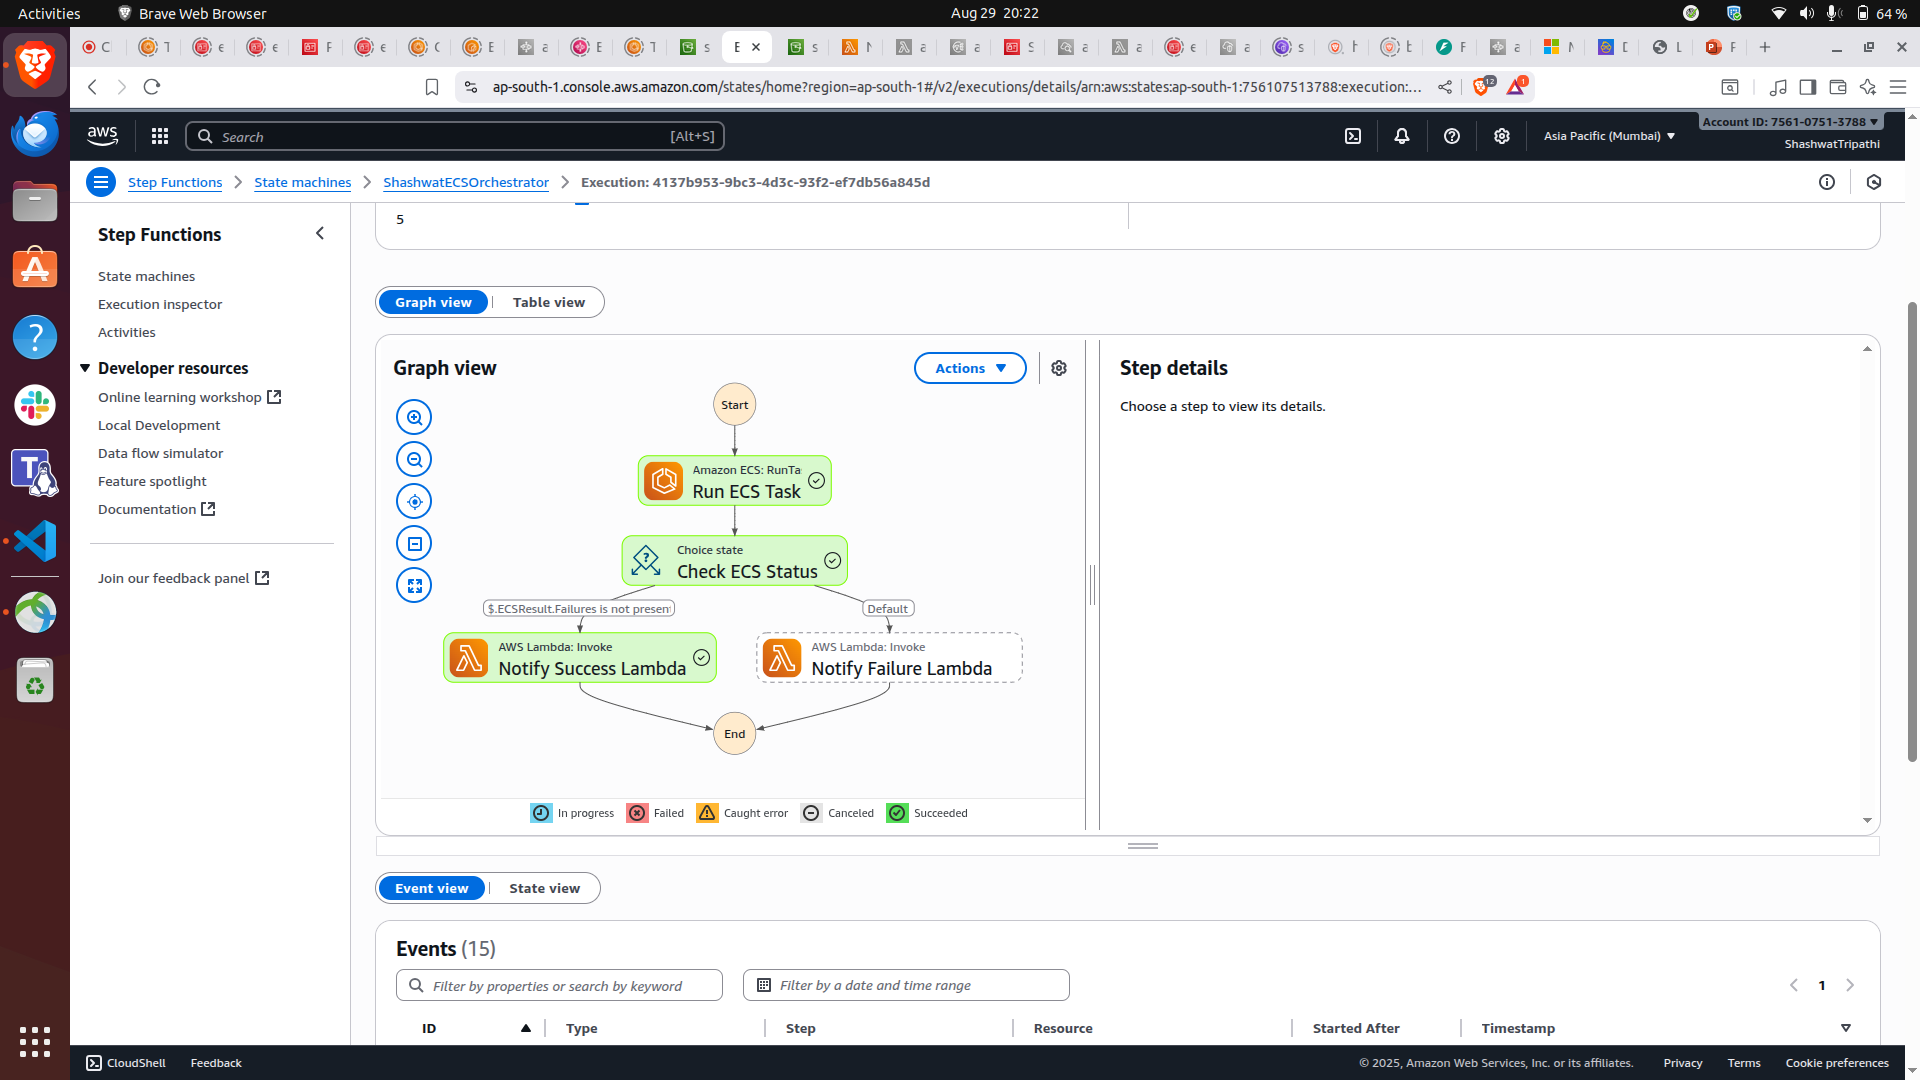 Activities
Brave Web Browser
Aug 29 20:22
64 %
ap-south-1.console.aws.amazon.com/states/home?region=ap-south-1#/v2/executions/details/arn:aws:states:ap-south-1:756107513788:execution:...
12
1
aws
Search
[Alt+S]
Asia Pacific (Mumbai)
Account ID: 7561-0751-3788
ShashwatTripathi
Step Functions
State machines
ShashwatECSOrchestrator
Execution: 4137b953-9bc3-4d3c-93f2-ef7db56a845d
Step Functions
State machines
Execution inspector
Activities
Developer resources
Online learning workshop
Local Development
Data flow simulator
Feature spotlight
Documentation
Join our feedback panel
5
Graph view
Table view
Graph view
Actions
Start
Amazon ECS: RunTa
Run ECS Task
Choice state
Check ECS Status
$.ECSResult.Failures is not presen
Default
AWS Lambda: Invoke
Notify Success Lambda
AWS Lambda: Invoke
Notify Failure Lambda
End
In progress
Failed
Caught error
Canceled
Succeeded
Step details
Choose a step to view its details.
Event view
State view
Events (15)
Filter by properties or search by keyword
Filter by a date and time range
1
ID
Type
Step
Resource
Started After
Timestamp
CloudShell
Feedback
© 2025, Amazon Web Services, Inc. or its affiliates.
Privacy
Terms
Cookie preferences